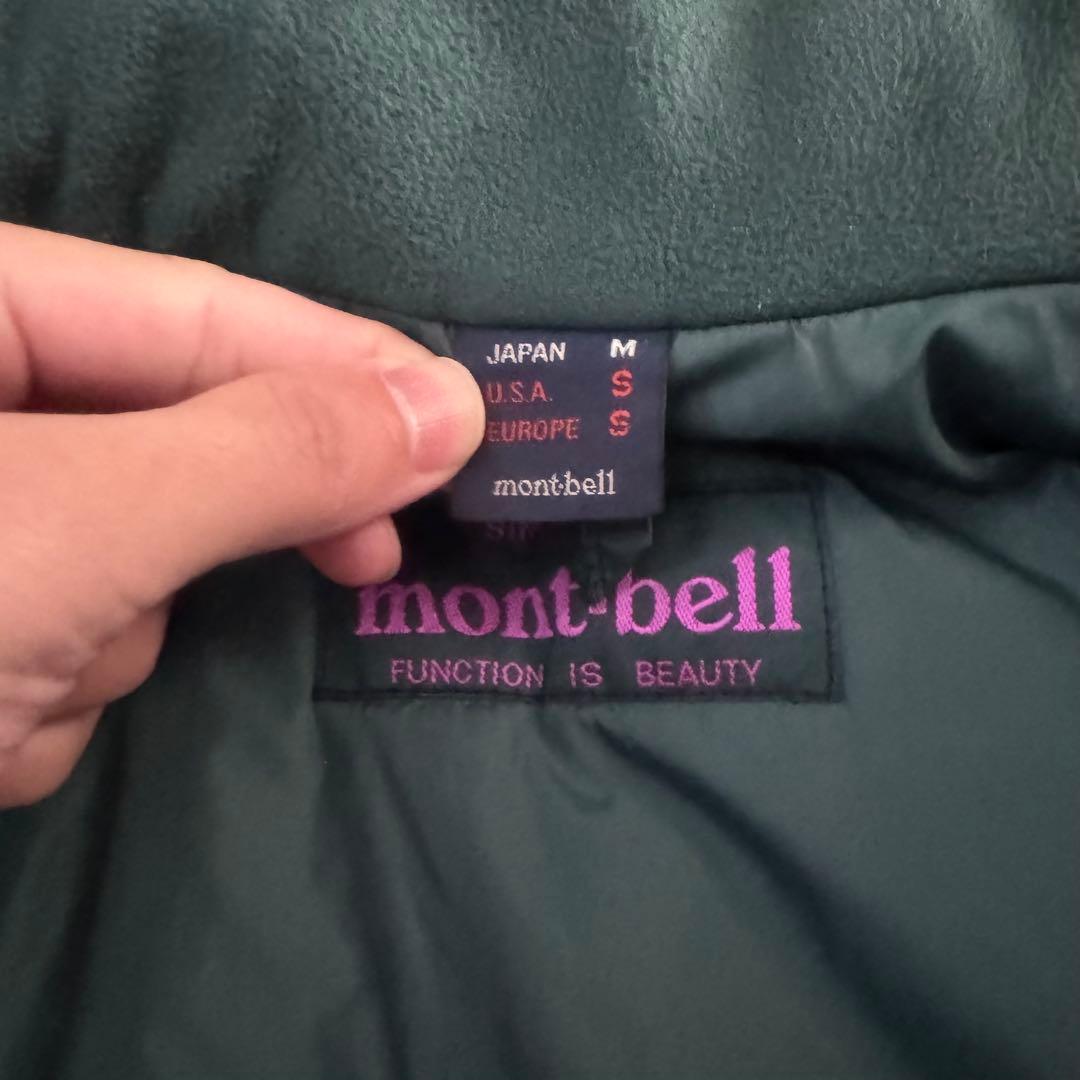 JAPAN M
U.S.A. S
EUROPE S
mont·bell
mont-bell
FUNCTION IS BEAUTY